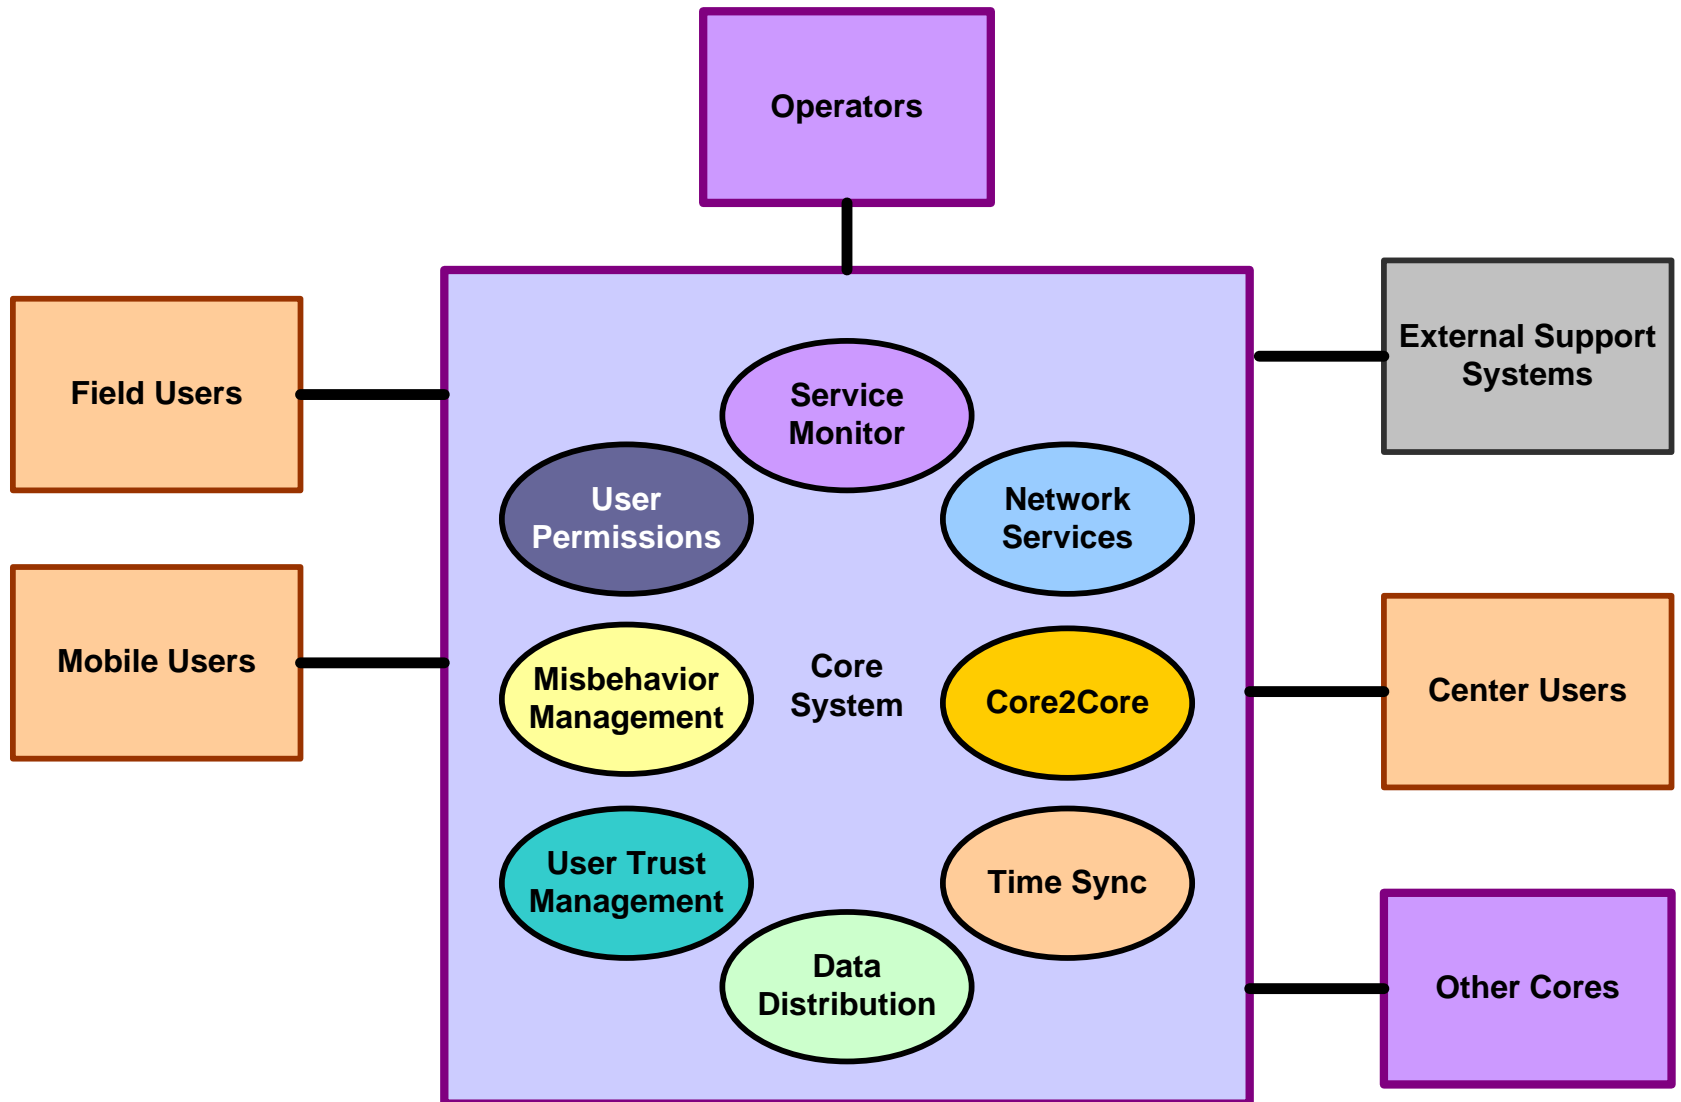 Operators
External Support
Systems
Field Users
Service
Monitor
User
Permissions
Network
Services
Mobile Users
Misbehavior
Management
Core
System
Core2Core
Center Users
User Trust
Management
Time Sync
Data
Distribution
Other Cores